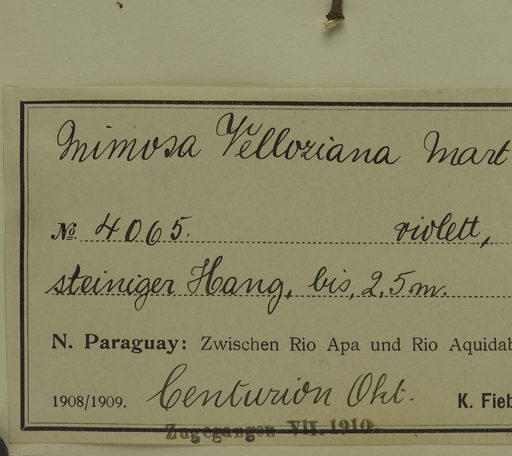 Mimosa Velloziana Mart
No. 4065. violett,
steiniger Hang, bis 2,5m.
N. Paraguay: Zwischen Rio Apa und Rio Aquidab
1908/1909. Centurion Okt. K. Fieb
Zugegangen VII. 1910.